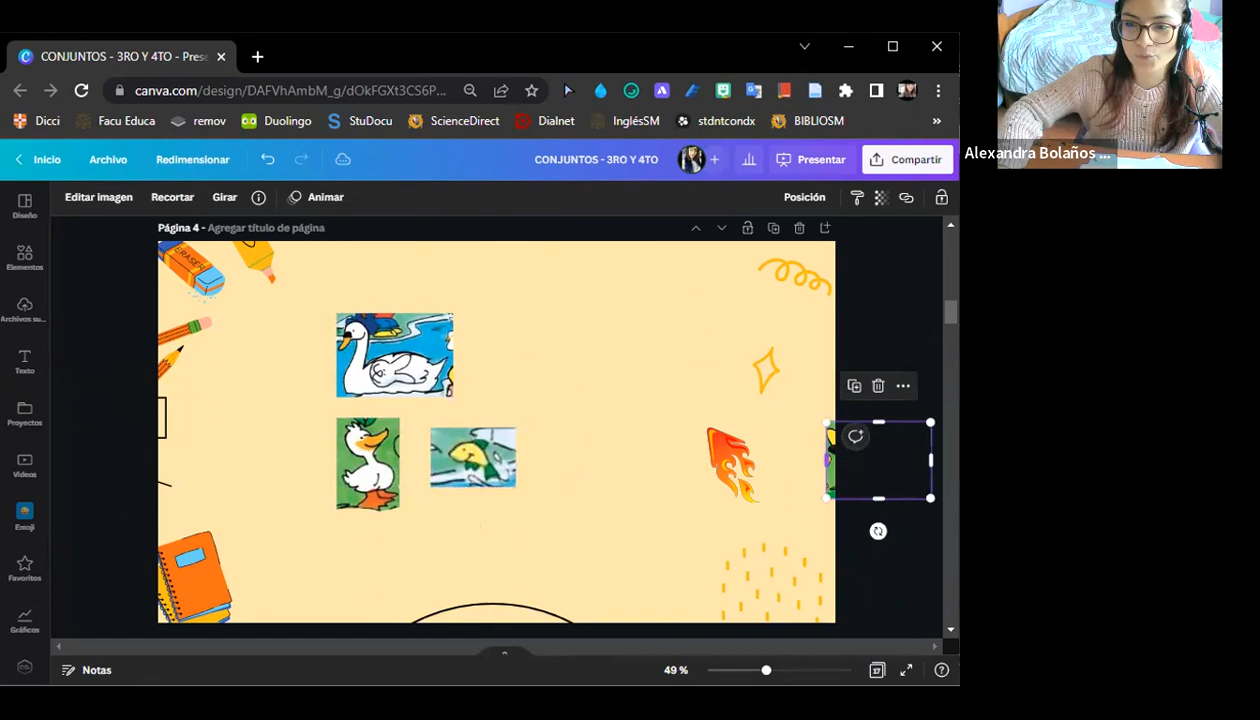 CONJUNTOS - 3RO Y 4TO - Pres
canva.com/design/DAFVhAmbM_g/dOkFGXt3CS6P...
Dicci
Facu Educa
remov
Duolingo
StuDocu
ScienceDirect
Dialnet
InglésSM
stdntcondx
BIBLIOSM
»
Alexandra Bolaños ...
Inicio
Archivo
Redimensionar
CONJUNTOS - 3RO Y 4TO
Presentar
Compartir
Editar imagen
Recortar
Girar
Animar
Posición
Diseño
Elementos
Archivos su...
Texto
Proyectos
Videos
Emoji
Favoritos
Gráficos
Página 4 - Agregar título de página
ERASER
Notas
49 %
37